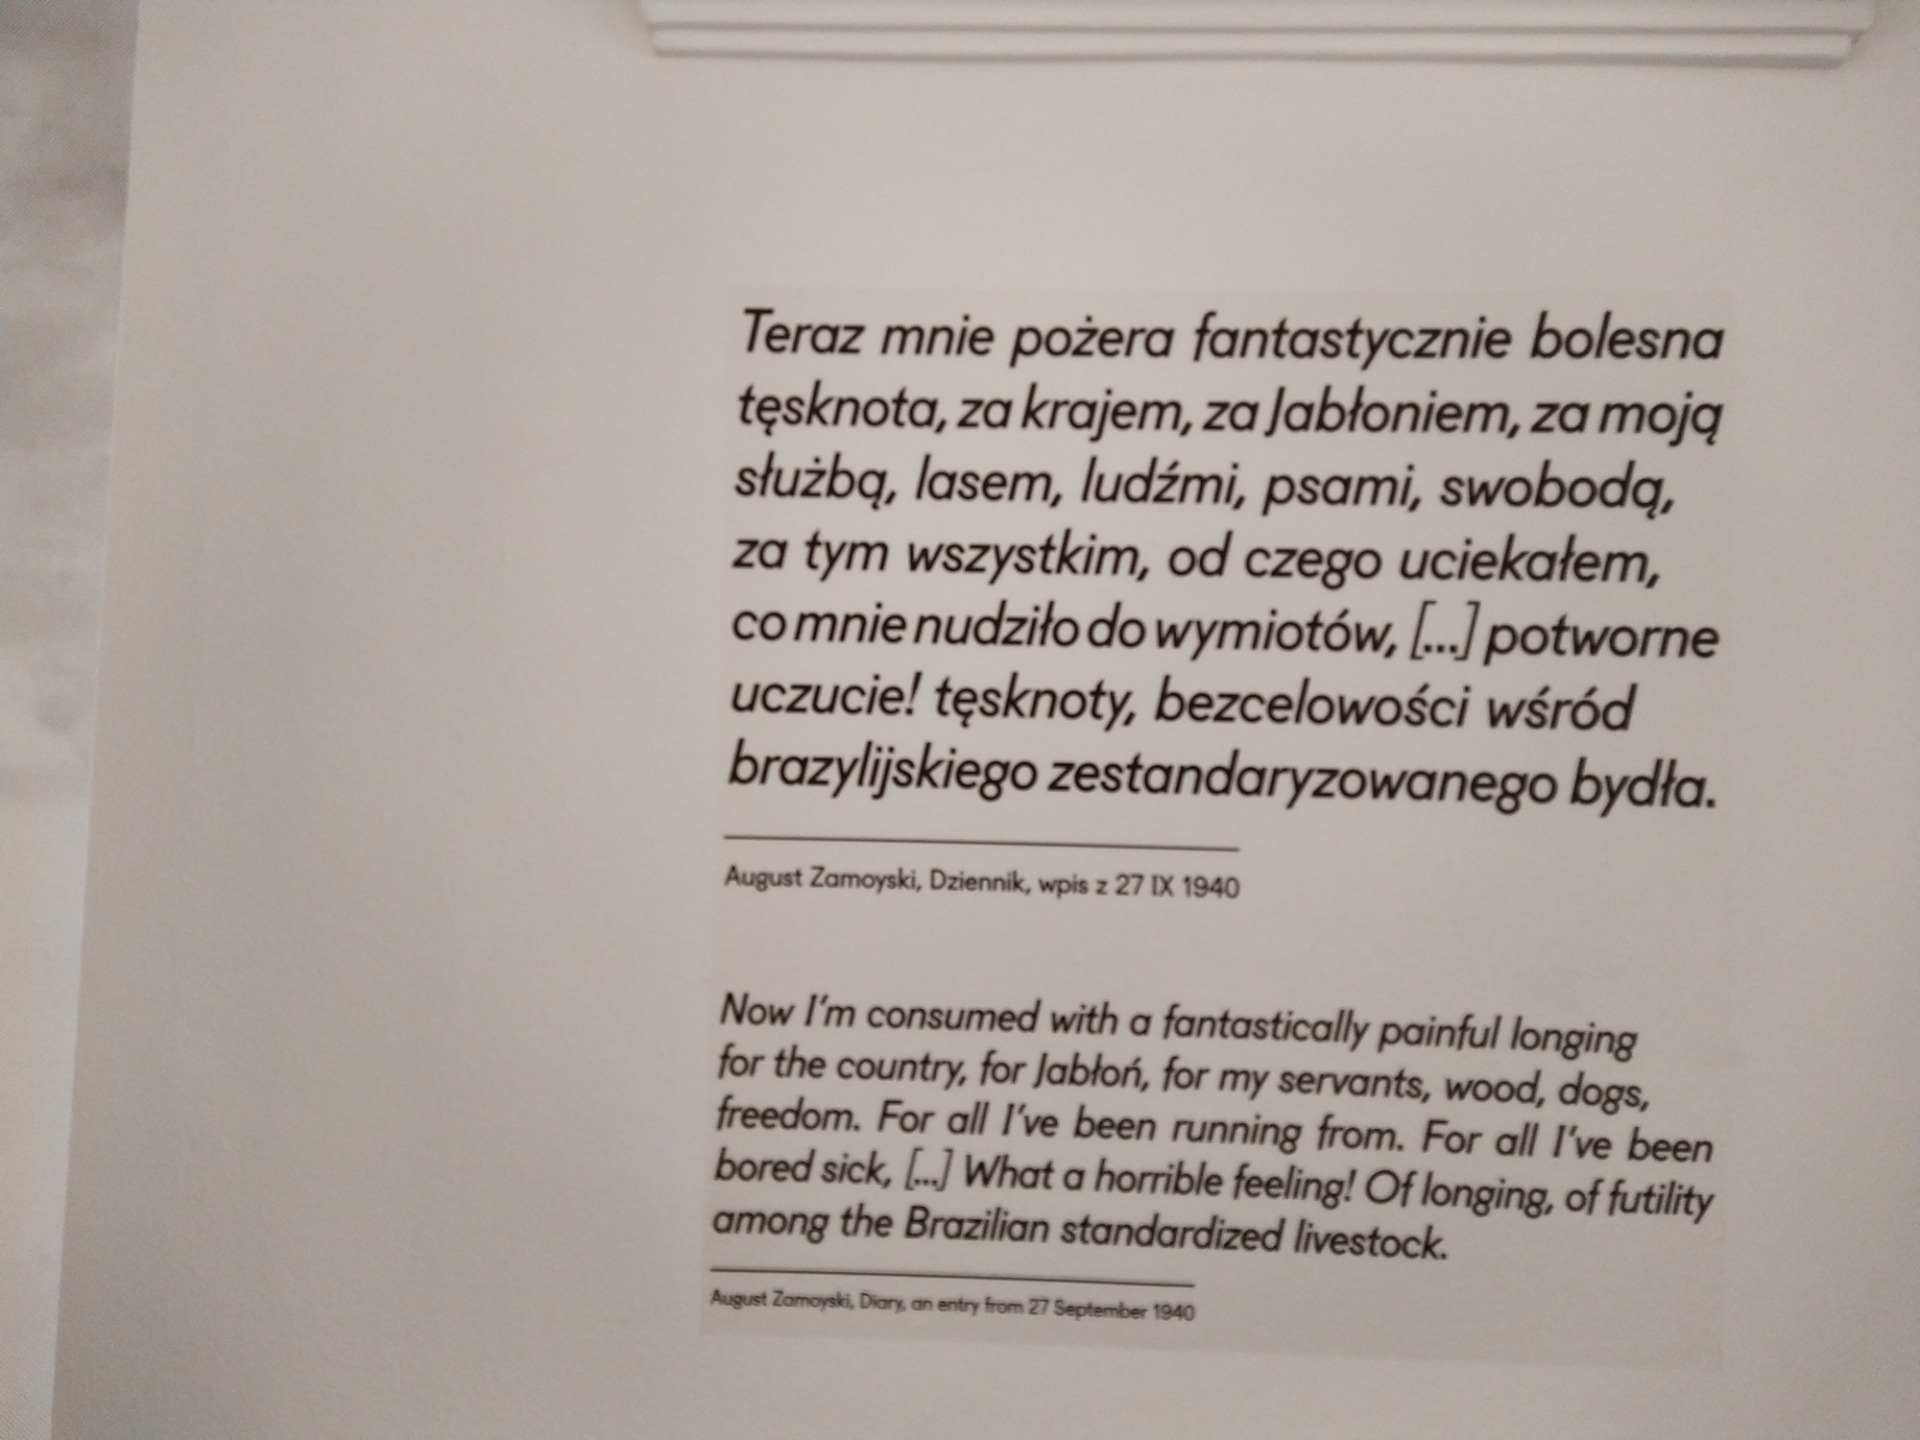 Teraz mnie pożera fantastycznie bolesna
tęsknota, za krajem, za Jabłoniem, za moją
służbą, lasem, ludźmi, psami, swobodą,
za tym wszystkim, od czego uciekałem,
co mnie nudziło do wymiotów, [...] potworne
uczucie! tęsknoty, bezcelowości wśród
brazylijskiego zestandaryzowanego bydła.
August Zamoyski, Dziennik, wpis z 27 IX 1940
Now I'm consumed with a fantastically painful longing
for the country, for Jabłoń, for my servants, wood, dogs,
freedom. For all I've been running from. For all I've been
bored sick, [...] What a horrible feeling! Of longing, of futility
among the Brazilian standardized livestock.
August Zamoyski, Diary, an entry from 27 September 1940